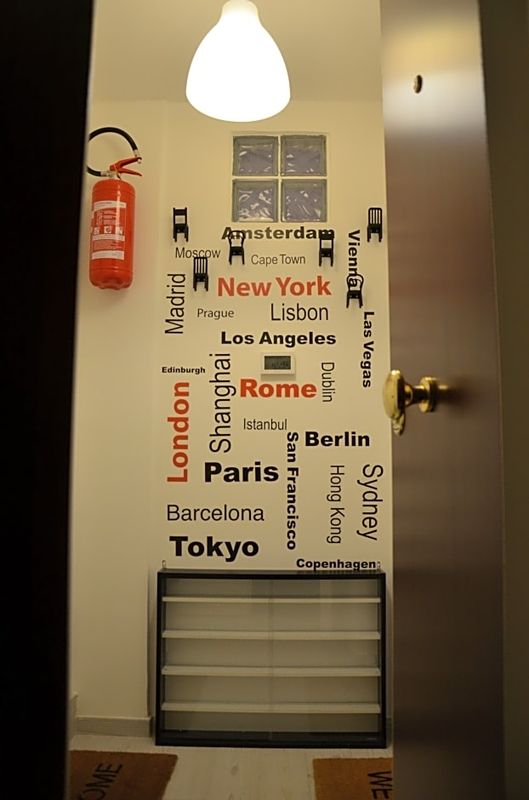 Amsterdam
Moscow
Cape Town
Vienna
Madrid
New York
Prague
Lisbon
Las Vegas
Los Angeles
Edinburgh
Shanghai
Rome
Dublin
London
Istanbul
Berlin
San Francisco
Paris
Hong Kong
Sydney
Barcelona
Tokyo
Copenhagen
OME
WE